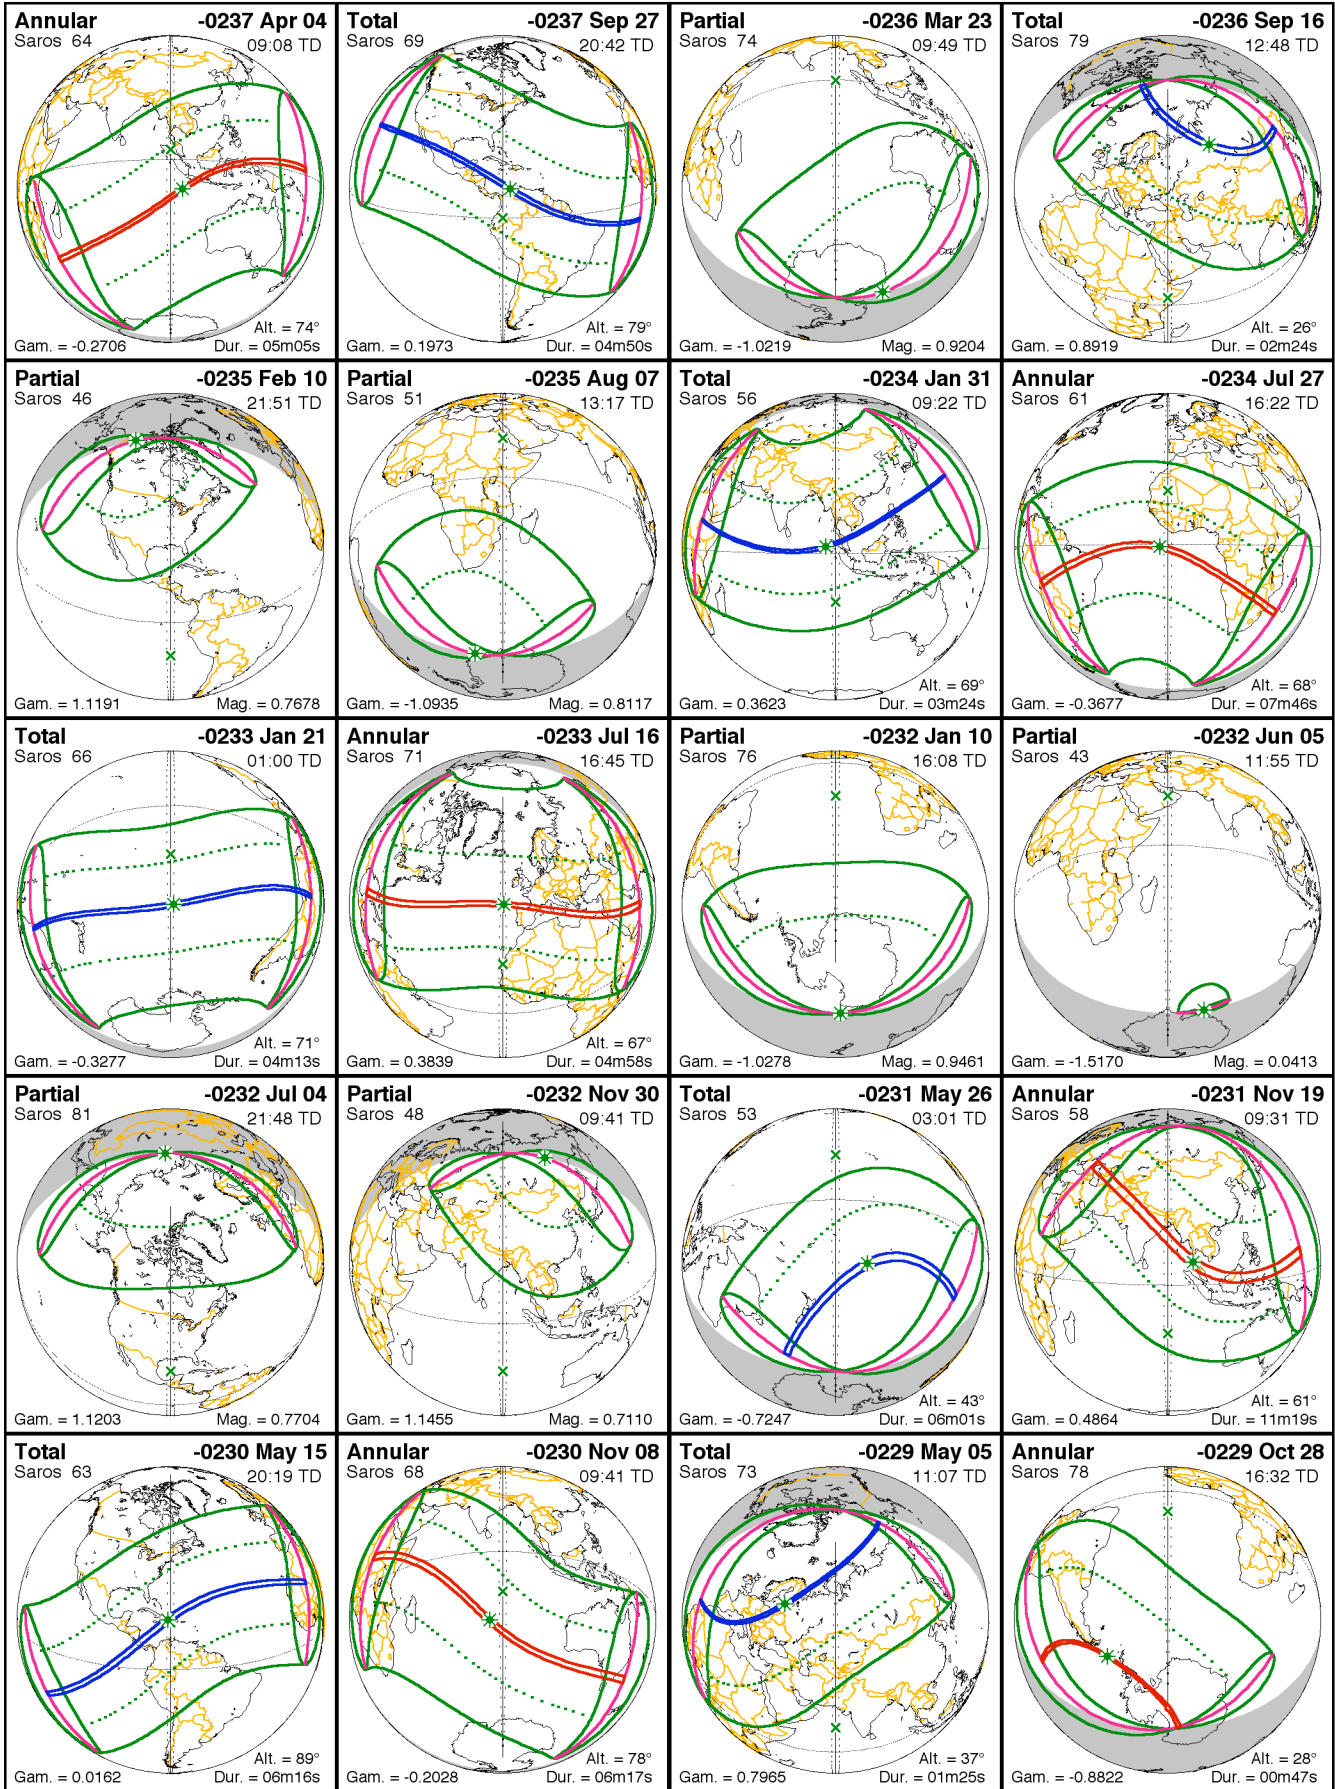 Annular -0237 Apr 04
Saros 64 09:08 TD
Alt. = 74°
Gam. = -0.2706 Dur. = 05m05s
Total -0237 Sep 27
Saros 69 20:42 TD
Alt. = 79°
Gam. = 0.1973 Dur. = 04m50s
Partial -0236 Mar 23
Saros 74 09:49 TD
Gam. = -1.0219 Mag. = 0.9204
Total -0236 Sep 16
Saros 79 12:48 TD
Alt. = 26°
Gam. = 0.8919 Dur. = 02m24s
Partial -0235 Feb 10
Saros 46 21:51 TD
Gam. = 1.1191 Mag. = 0.7678
Partial -0235 Aug 07
Saros 51 13:17 TD
Gam. = -1.0935 Mag. = 0.8117
Total -0234 Jan 31
Saros 56 09:22 TD
Alt. = 69°
Gam. = 0.3623 Dur. = 03m24s
Annular -0234 Jul 27
Saros 61 16:22 TD
Alt. = 68°
Gam. = -0.3677 Dur. = 07m46s
Total -0233 Jan 21
Saros 66 01:00 TD
Alt. = 71°
Gam. = -0.3277 Dur. = 04m13s
Annular -0233 Jul 16
Saros 71 16:45 TD
Alt. = 67°
Gam. = 0.3839 Dur. = 04m58s
Partial -0232 Jan 10
Saros 76 16:08 TD
Gam. = -1.0278 Mag. = 0.9461
Partial -0232 Jun 05
Saros 43 11:55 TD
Gam. = -1.5170 Mag. = 0.0413
Partial -0232 Jul 04
Saros 81 21:48 TD
Gam. = 1.1203 Mag. = 0.7704
Partial -0232 Nov 30
Saros 48 09:41 TD
Gam. = 1.1455 Mag. = 0.7110
Total -0231 May 26
Saros 53 03:01 TD
Alt. = 43°
Gam. = -0.7247 Dur. = 06m01s
Annular -0231 Nov 19
Saros 58 09:31 TD
Alt. = 61°
Gam. = 0.4864 Dur. = 11m19s
Total -0230 May 15
Saros 63 20:19 TD
Alt. = 89°
Gam. = 0.0162 Dur. = 06m16s
Annular -0230 Nov 08
Saros 68 09:41 TD
Alt. = 78°
Gam. = -0.2028 Dur. = 06m17s
Total -0229 May 05
Saros 73 11:07 TD
Alt. = 37°
Gam. = 0.7965 Dur. = 01m25s
Annular -0229 Oct 28
Saros 78 16:32 TD
Alt. = 28°
Gam. = -0.8822 Dur. = 00m47s